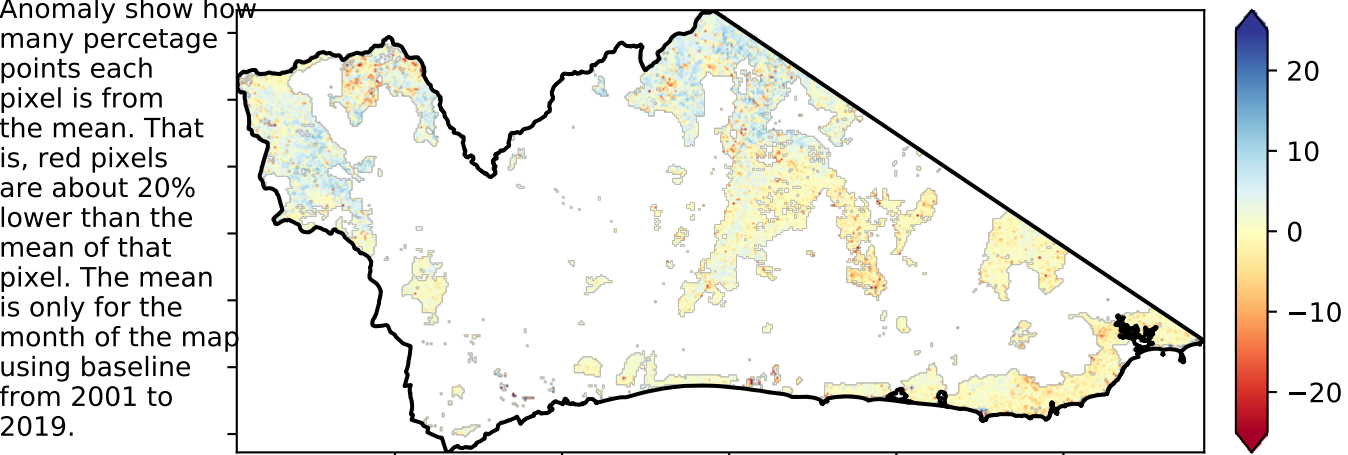 Anomaly show how
many percetage
points each
pixel is from
the mean. That
is, red pixels
are about 20%
lower than the
mean of that
pixel. The mean
is only for the
month of the map
using baseline
from 2001 to
2019.
20
10
0
−10
−20